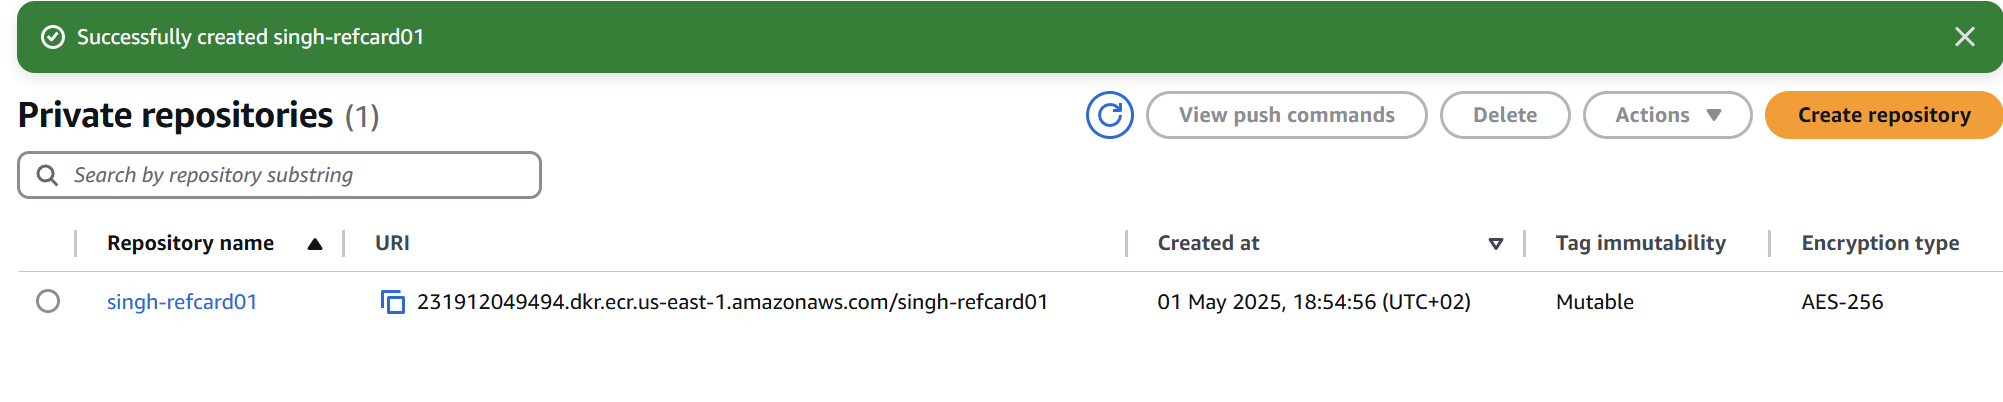 Successfully created singh-refcard01
Private repositories (1)
View push commands
Delete
Actions
Create repository
Search by repository substring
Repository name URI Created at Tag immutability Encryption type
singh-refcard01 231912049494.dkr.ecr.us-east-1.amazonaws.com/singh-refcard01 01 May 2025, 18:54:56 (UTC+02) Mutable AES-256